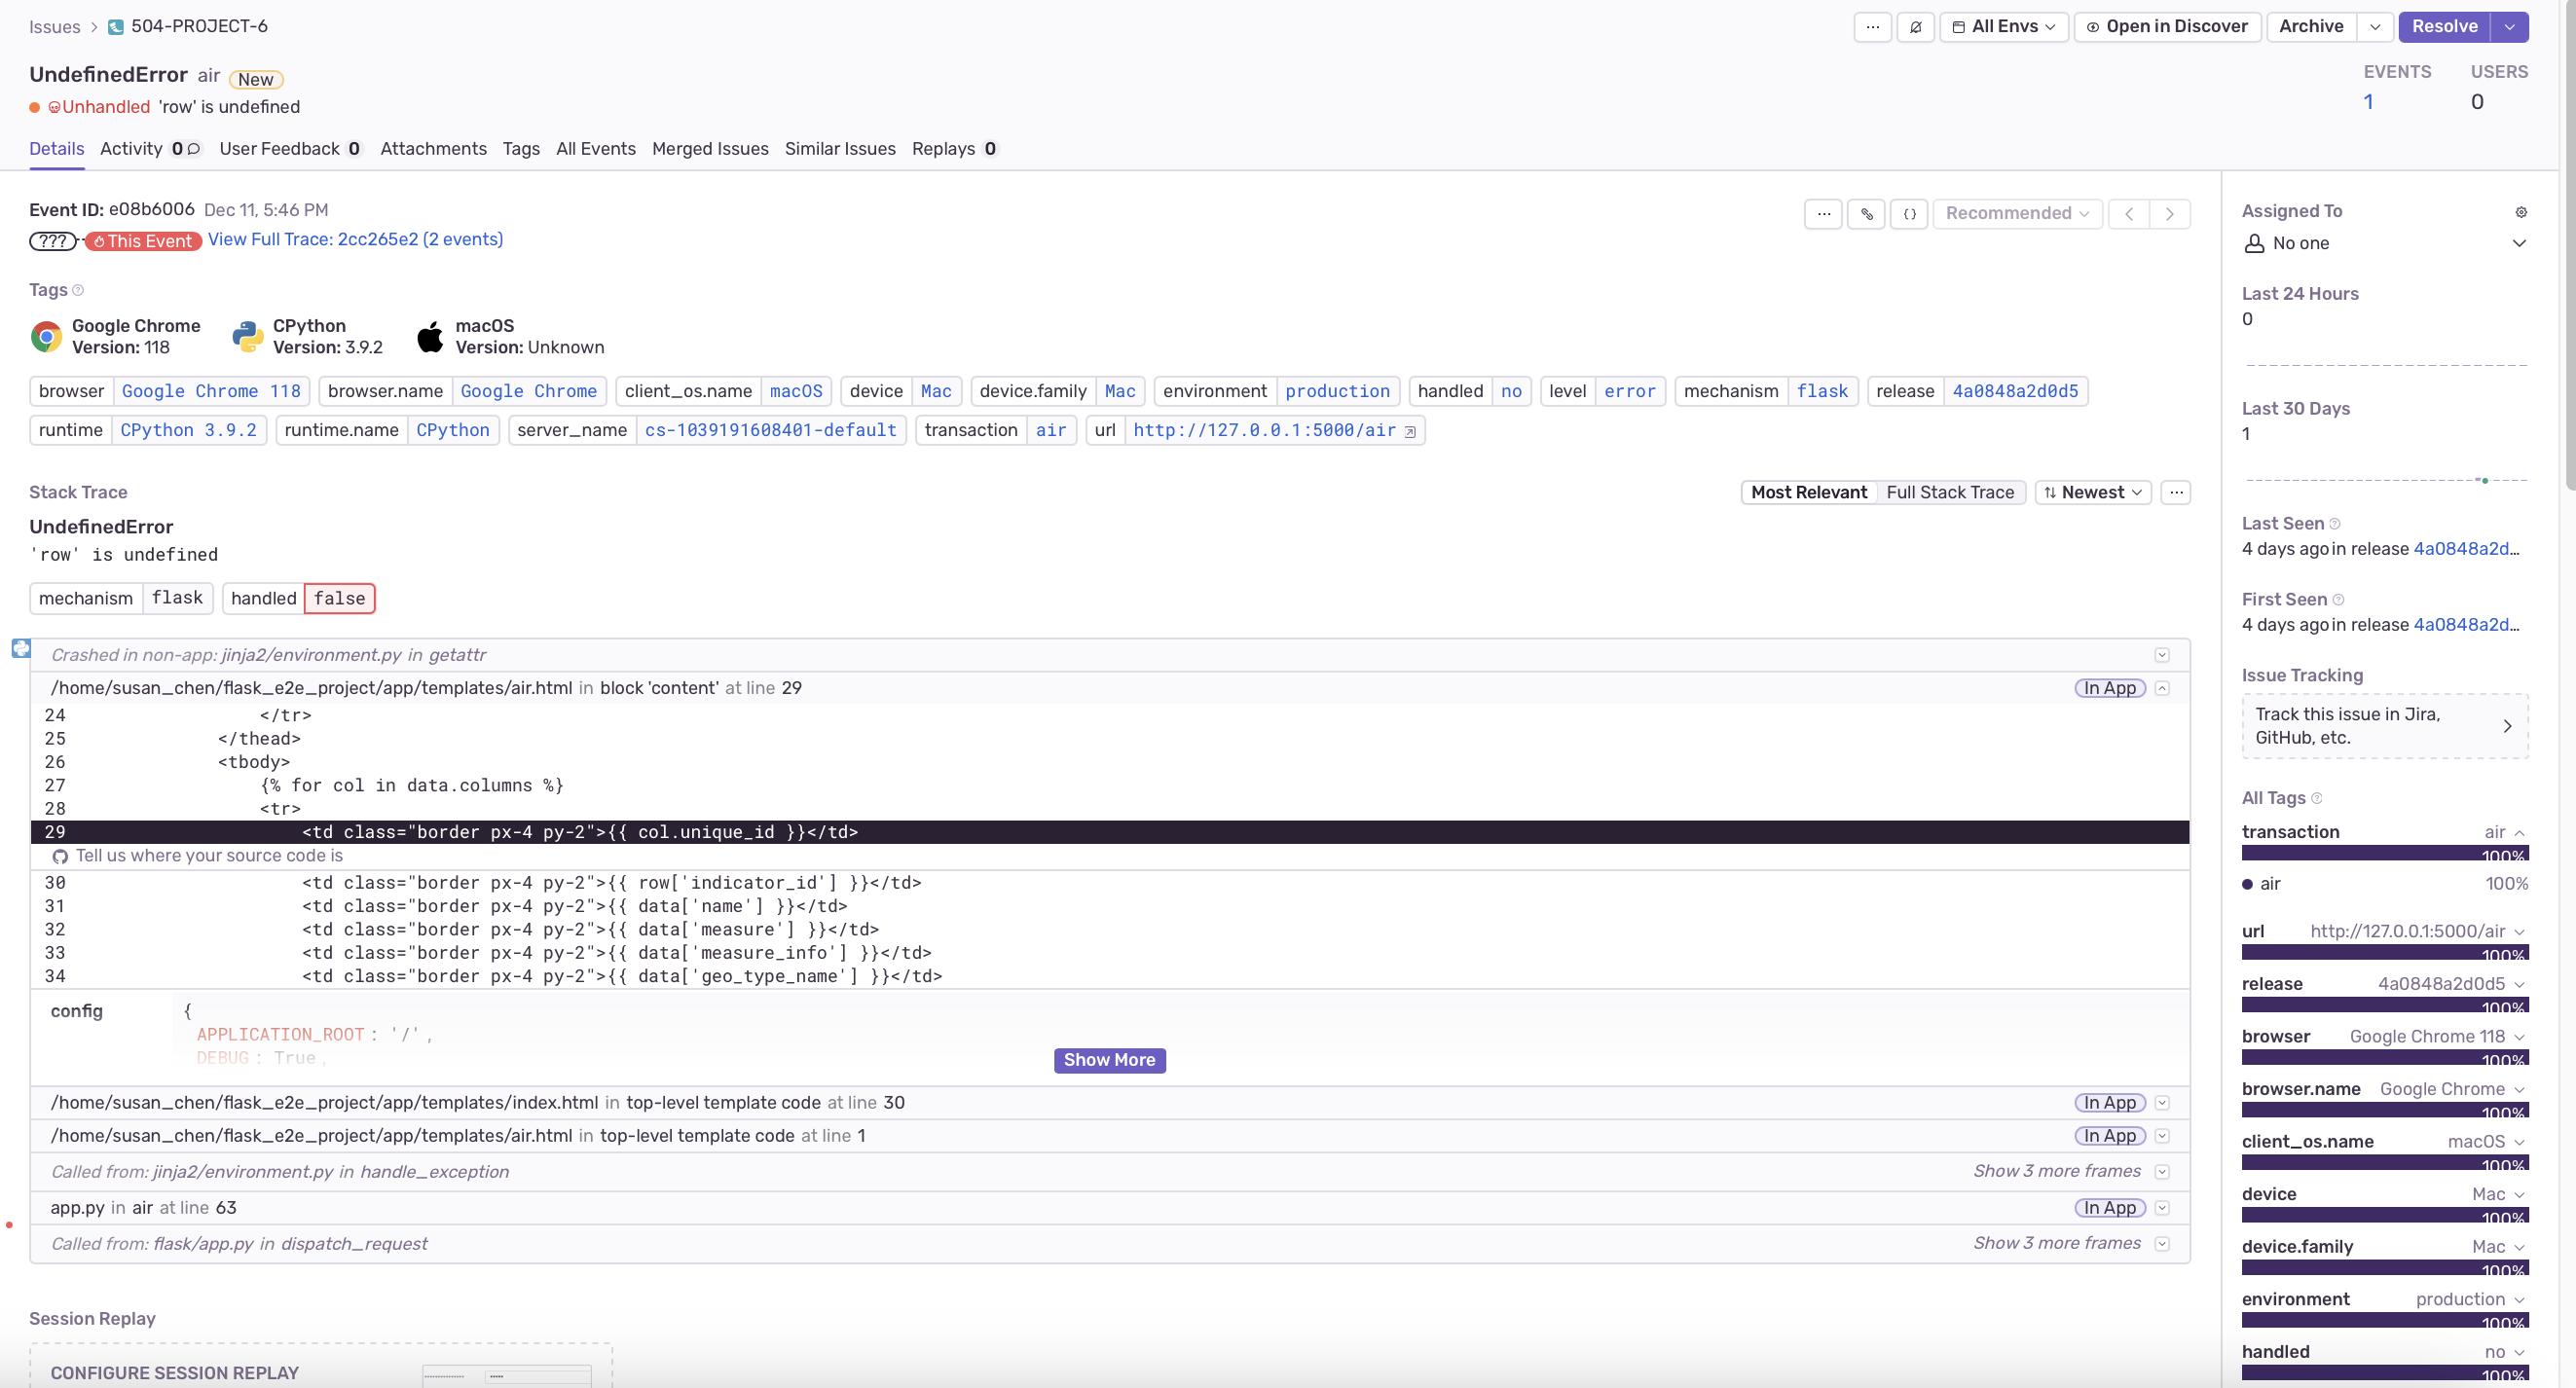 Issues > 504-PROJECT-6
... All Envs Open in Discover Archive Resolve
UndefinedError air New
EVENTS USERS
Unhandled 'row' is undefined
1 0
Details Activity 0 User Feedback 0 Attachments Tags All Events Merged Issues Similar Issues Replays 0
Event ID: e08b6006 Dec 11, 5:46 PM
??? This Event View Full Trace: 2cc265e2 (2 events)
... {} Recommended
Tags
Google Chrome
Version: 118
CPython
Version: 3.9.2
macOS
Version: Unknown
browser Google Chrome 118 browser.name Google Chrome client_os.name macOS device Mac device.family Mac environment production handled no level error mechanism flask release 4a0848a2d0d5
runtime CPython 3.9.2 runtime.name CPython server_name cs-1039191608401-default transaction air url http://127.0.0.1:5000/air
Stack Trace
Most Relevant Full Stack Trace Newest ...
UndefinedError
'row' is undefined
mechanism flask handled false
Crashed in non-app: jinja2/environment.py in getattr
/home/susan_chen/flask_e2e_project/app/templates/air.html in block 'content' at line 29 In App
24 </tr>
25 </thead>
26 <tbody>
27 {% for col in data.columns %}
28 <tr>
29 <td class="border px-4 py-2">{{ col.unique_id }}</td>
Tell us where your source code is
30 <td class="border px-4 py-2">{{ row['indicator_id'] }}</td>
31 <td class="border px-4 py-2">{{ data['name'] }}</td>
32 <td class="border px-4 py-2">{{ data['measure'] }}</td>
33 <td class="border px-4 py-2">{{ data['measure_info'] }}</td>
34 <td class="border px-4 py-2">{{ data['geo_type_name'] }}</td>
config {
APPLICATION_ROOT: '/',
DEBUG: True,
Show More
/home/susan_chen/flask_e2e_project/app/templates/index.html in top-level template code at line 30 In App
/home/susan_chen/flask_e2e_project/app/templates/air.html in top-level template code at line 1 In App
Called from: jinja2/environment.py in handle_exception Show 3 more frames
app.py in air at line 63 In App
Called from: flask/app.py in dispatch_request Show 3 more frames
Session Replay
CONFIGURE SESSION REPLAY
Assigned To
No one
Last 24 Hours
0
Last 30 Days
1
Last Seen
4 days ago in release 4a0848a2d...
First Seen
4 days ago in release 4a0848a2d...
Issue Tracking
Track this issue in Jira,
GitHub, etc.
All Tags
transaction air
100%
air 100%
url http://127.0.0.1:5000/air
100%
release 4a0848a2d0d5
100%
browser Google Chrome 118
100%
browser.name Google Chrome
100%
client_os.name macOS
100%
device Mac
100%
device.family Mac
100%
environment production
100%
handled no
100%